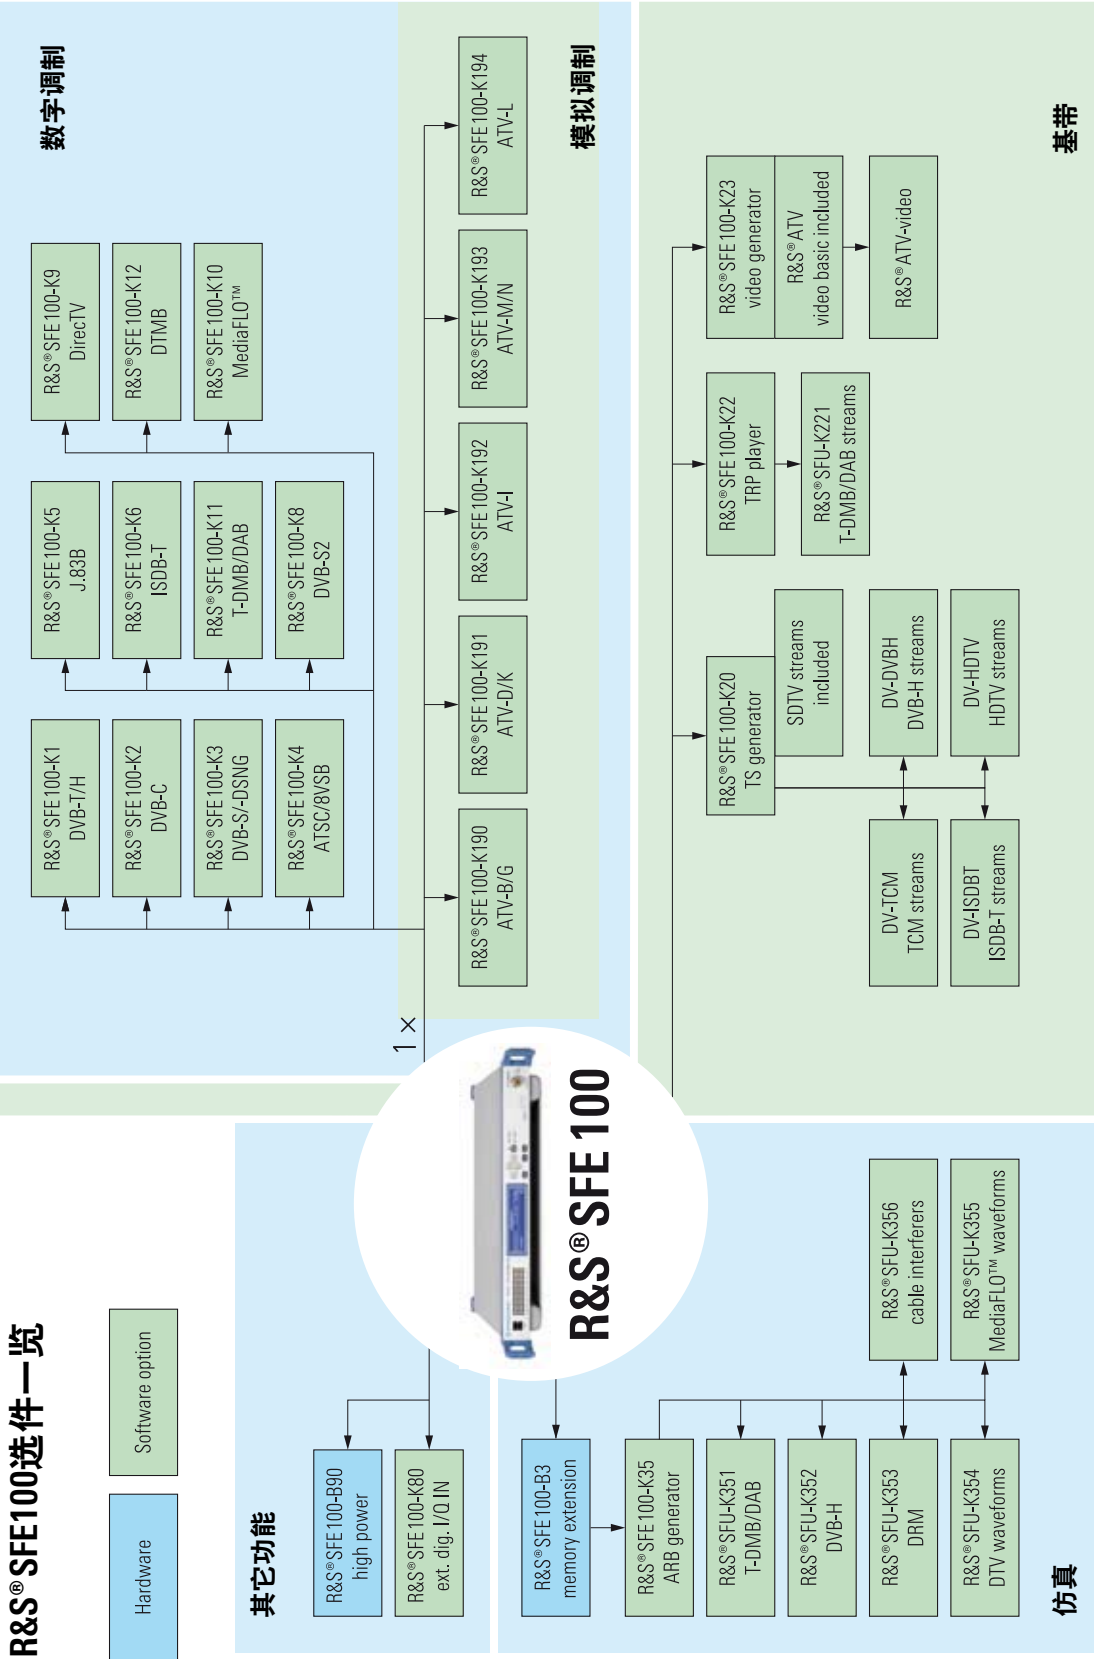 R&S®SFE100选件一览
Hardware
Software option
其它功能
R&S®SFE100-B90
high power
R&S®SFE100-K80
ext. dig. I/Q IN
仿真
R&S®SFE100-B3
memory extension
R&S®SFE100-K35
ARB generator
R&S®SFU-K351
T-DMB/DAB
R&S®SFU-K352
DVB-H
R&S®SFU-K353
DRM
R&S®SFU-K354
DTV waveforms
R&S®SFU-K356
cable interferers
R&S®SFU-K355
MediaFLO™ waveforms
R&S®SFE 100
1 ×
数字调制
R&S®SFE100-K1
DVB-T/H
R&S®SFE100-K2
DVB-C
R&S®SFE100-K3
DVB-S/-DSNG
R&S®SFE100-K4
ATSC/8VSB
R&S®SFE100-K5
J.83B
R&S®SFE100-K6
ISDB-T
R&S®SFE100-K11
T-DMB/DAB
R&S®SFE100-K8
DVB-S2
R&S®SFE100-K9
DirecTV
R&S®SFE100-K12
DTMB
R&S®SFE100-K10
MediaFLO™
模拟调制
R&S®SFE100-K190
ATV-B/G
R&S®SFE100-K191
ATV-D/K
R&S®SFE100-K192
ATV-I
R&S®SFE100-K193
ATV-M/N
R&S®SFE100-K194
ATV-L
基带
R&S®SFE100-K20
TS generator
SDTV streams
included
DV-TCM
TCM streams
DV-DVBH
DVB-H streams
DV-ISDBT
ISDB-T streams
DV-HDTV
HDTV streams
R&S®SFE100-K22
TRP player
R&S®SFU-K221
T-DMB/DAB streams
R&S®SFE100-K23
video generator
R&S®ATV
video basic included
R&S®ATV-video